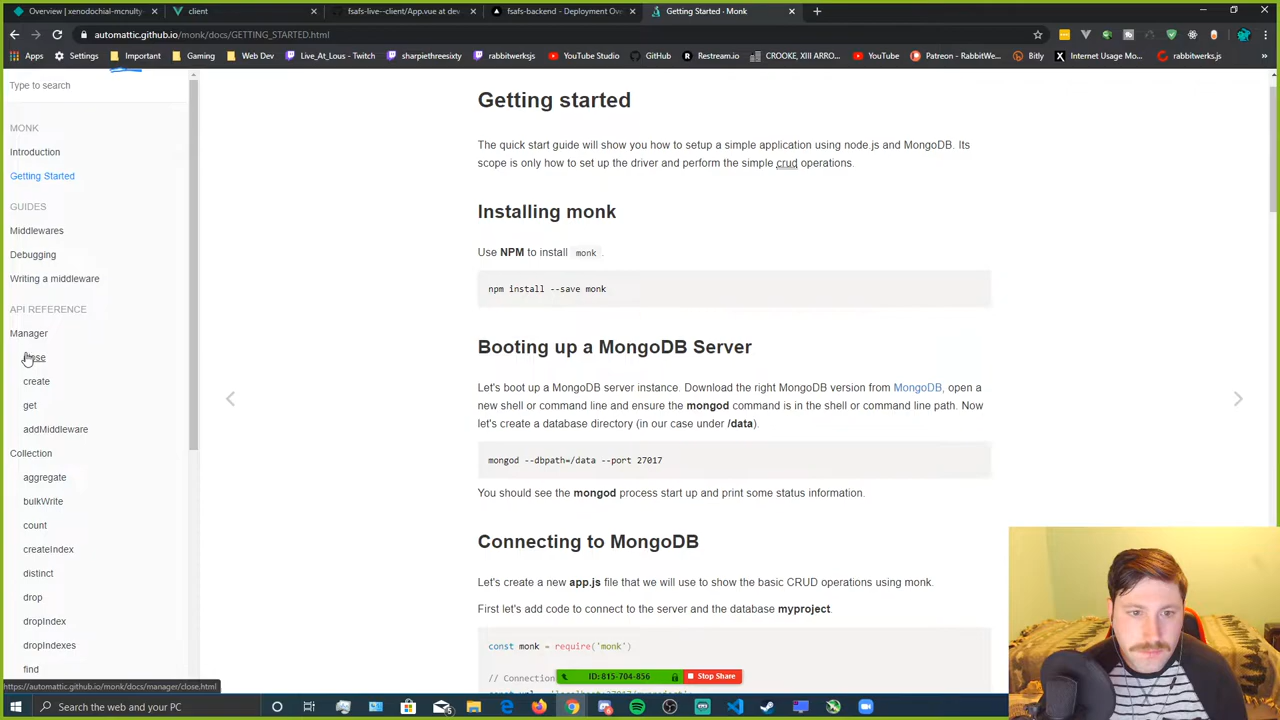 Overview | xenodochial-mcnulty
client
fsafs-live--client/App.vue at dev
fsafs-backend - Deployment Ove
Getting Started · Monk
automattic.github.io/monk/docs/GETTING_STARTED.html
Apps
Settings
Important
Gaming
Web Dev
Live_At_Lous - Twitch
sharpiethreesixty
rabbitwerksjs
YouTube Studio
GitHub
Restream.io
CROOKE, XIII ARRO...
YouTube
Patreon - RabbitWe...
Bitly
Internet Usage Mo...
rabbitwerks.js
Type to search
MONK
Introduction
Getting Started
GUIDES
Middlewares
Debugging
Writing a middleware
API REFERENCE
Manager
close
create
get
addMiddleware
Collection
aggregate
bulkWrite
count
createIndex
distinct
drop
dropIndex
dropIndexes
find
https://automattic.github.io/monk/docs/manager/close.html
Getting started
The quick start guide will show you how to setup a simple application using node.js and MongoDB. Its
scope is only how to set up the driver and perform the simple crud operations.
Installing monk
Use NPM to install monk .
npm install --save monk
Booting up a MongoDB Server
Let's boot up a MongoDB server instance. Download the right MongoDB version from MongoDB, open a
new shell or command line and ensure the mongod command is in the shell or command line path. Now
let's create a database directory (in our case under /data).
mongod --dbpath=/data --port 27017
You should see the mongod process start up and print some status information.
Connecting to MongoDB
Let's create a new app.js file that we will use to show the basic CRUD operations using monk.
First let's add code to connect to the server and the database myproject.
const monk = require('monk')
// Connection
ID: 815-704-856
Stop Share
Search the web and your PC